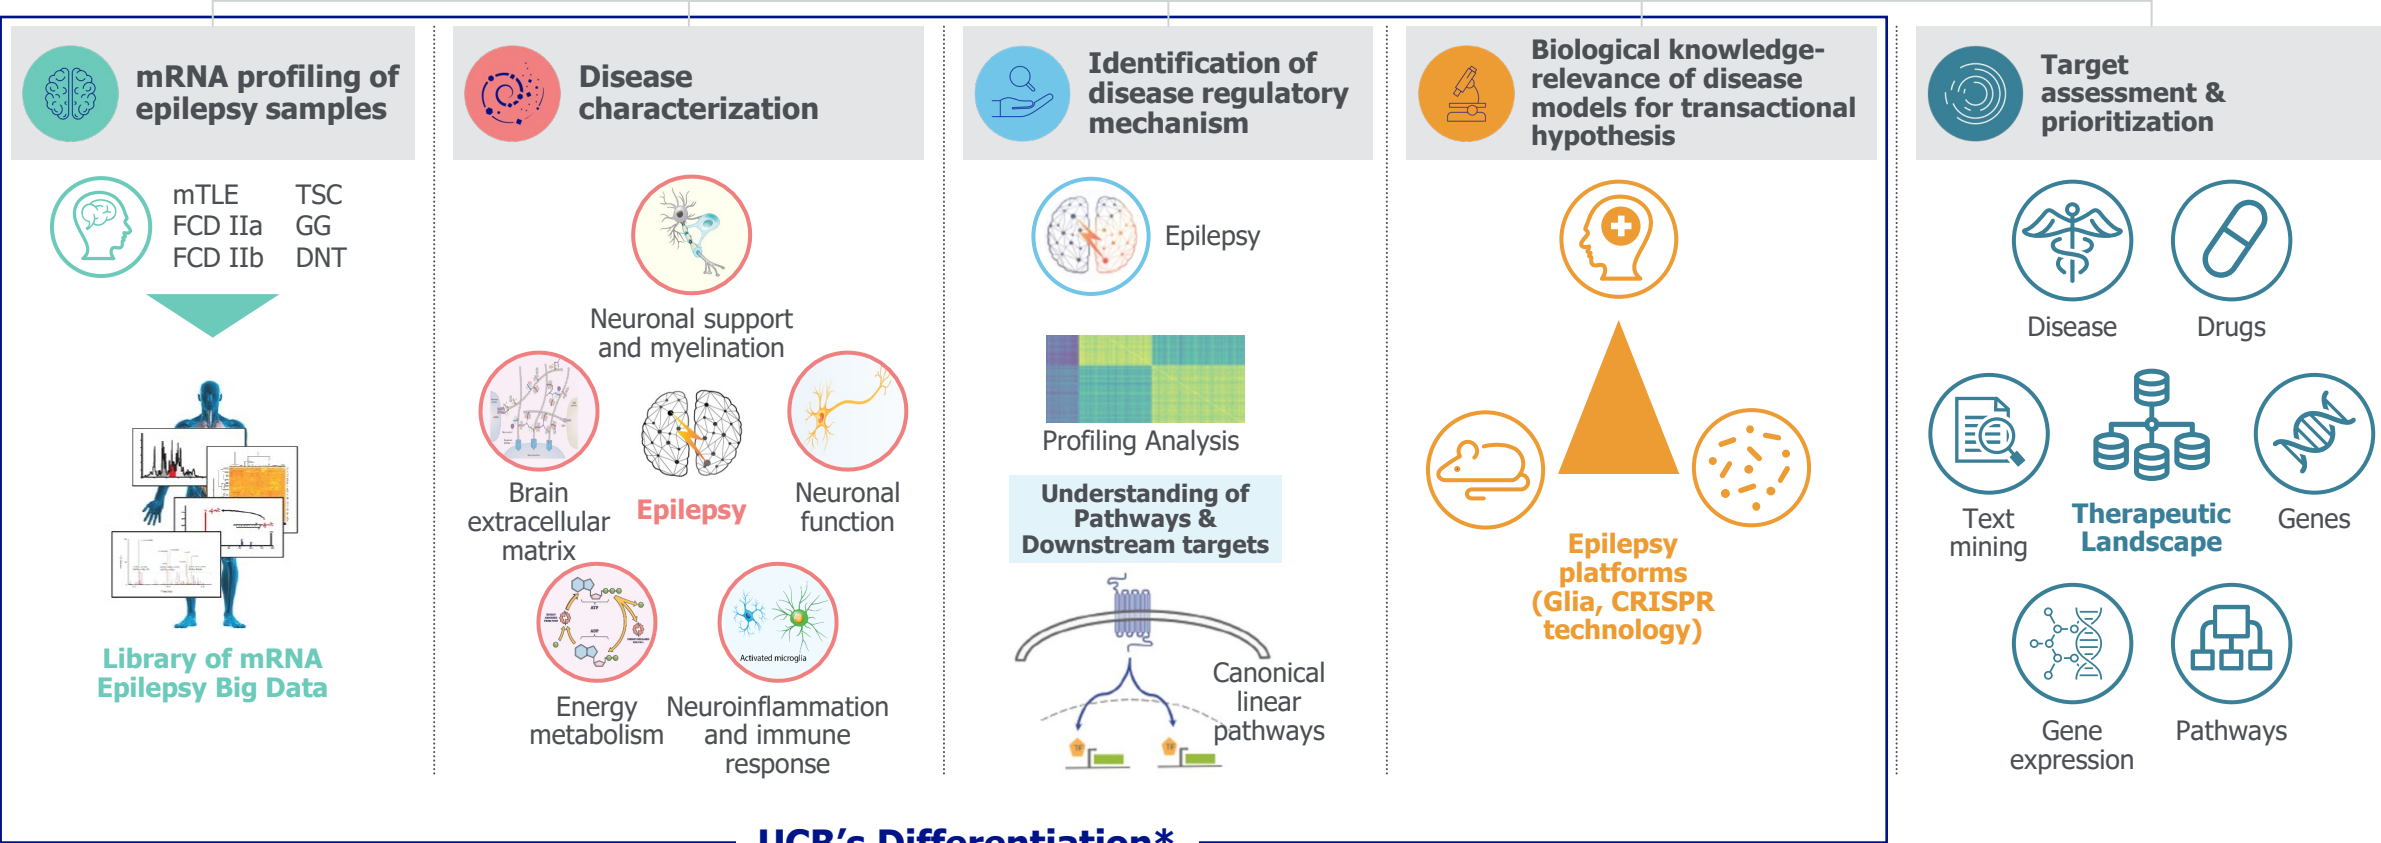 mRNA profiling of
epilepsy samples
mTLE TSC
FCD IIa GG
FCD IIb DNT
Library of mRNA
Epilepsy Big Data
Disease
characterization
Neuronal support
and myelination
Brain
extracellular
matrix
Epilepsy
Neuronal
function
ATP
ADP
Energy
metabolism
Activated microglia
Neuroinflammation
and immune
response
Identification of
disease regulatory
mechanism
Epilepsy
Profiling Analysis
Understanding of
Pathways &
Downstream targets
Canonical
linear
pathways
TF
TF
Biological knowledge-
relevance of disease
models for transactional
hypothesis
Epilepsy
platforms
(Glia, CRISPR
technology)
Target
assessment &
prioritization
Disease
Drugs
Text
mining
Therapeutic
Landscape
Genes
Gene
expression
Pathways
UCB's Differentiation*